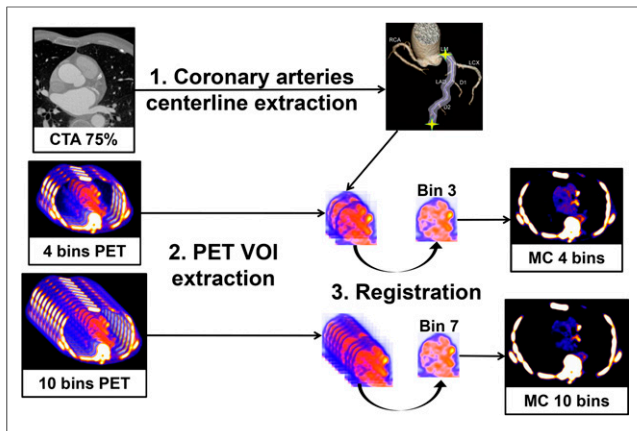 1. Coronary arteries
centerline extraction
CTA 75%
RCA
LM
LCX
LAD
D1
D2
4 bins PET
Bin 3
MC 4 bins
2. PET VOI
extraction
3. Registration
Bin 7
10 bins PET
MC 10 bins